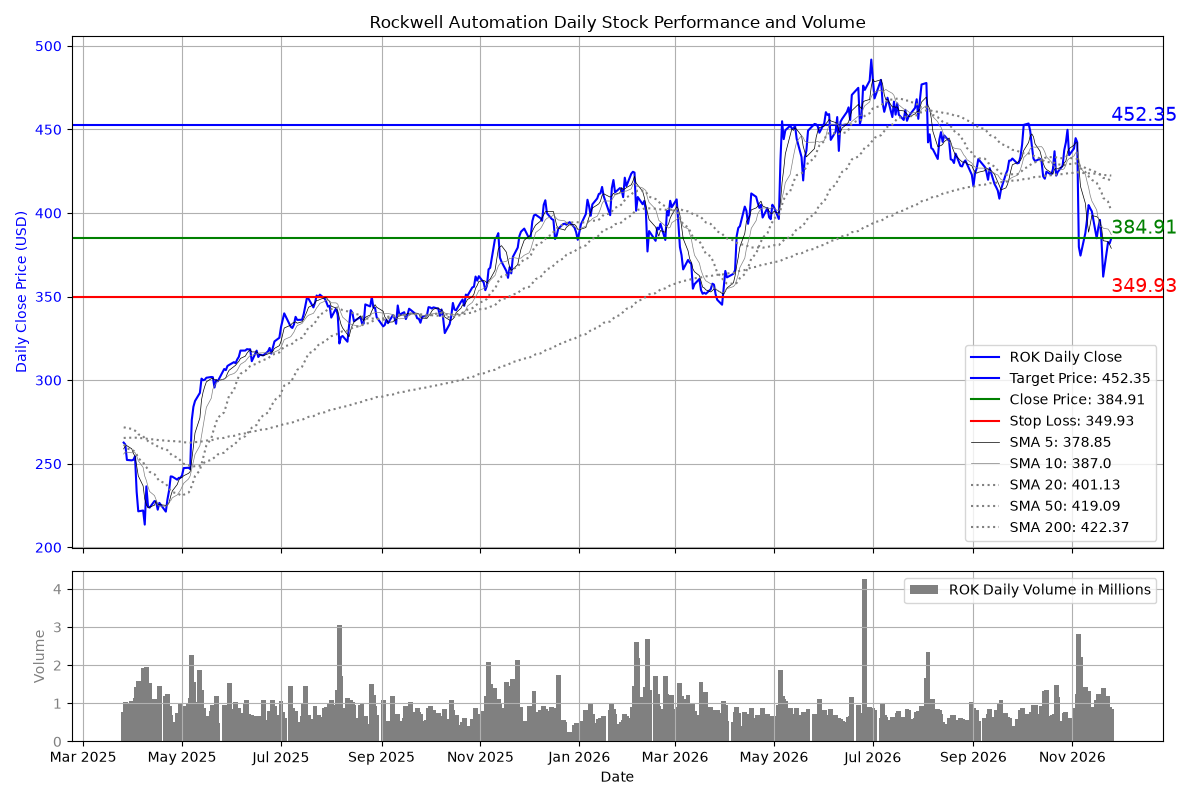 Rockwell Automation Daily Stock Performance and Volume
Daily Close Price (USD)
500
450
400
350
300
250
200
452.35
384.91
349.93
ROK Daily Close
Target Price: 452.35
Close Price: 384.91
Stop Loss: 349.93
SMA 5: 378.85
SMA 10: 387.0
SMA 20: 401.13
SMA 50: 419.09
SMA 200: 422.37
Volume
4
3
2
1
0
ROK Daily Volume in Millions
Mar 2025 May 2025 Jul 2025 Sep 2025 Nov 2025 Jan 2026 Mar 2026 May 2026 Jul 2026 Sep 2026 Nov 2026
Date